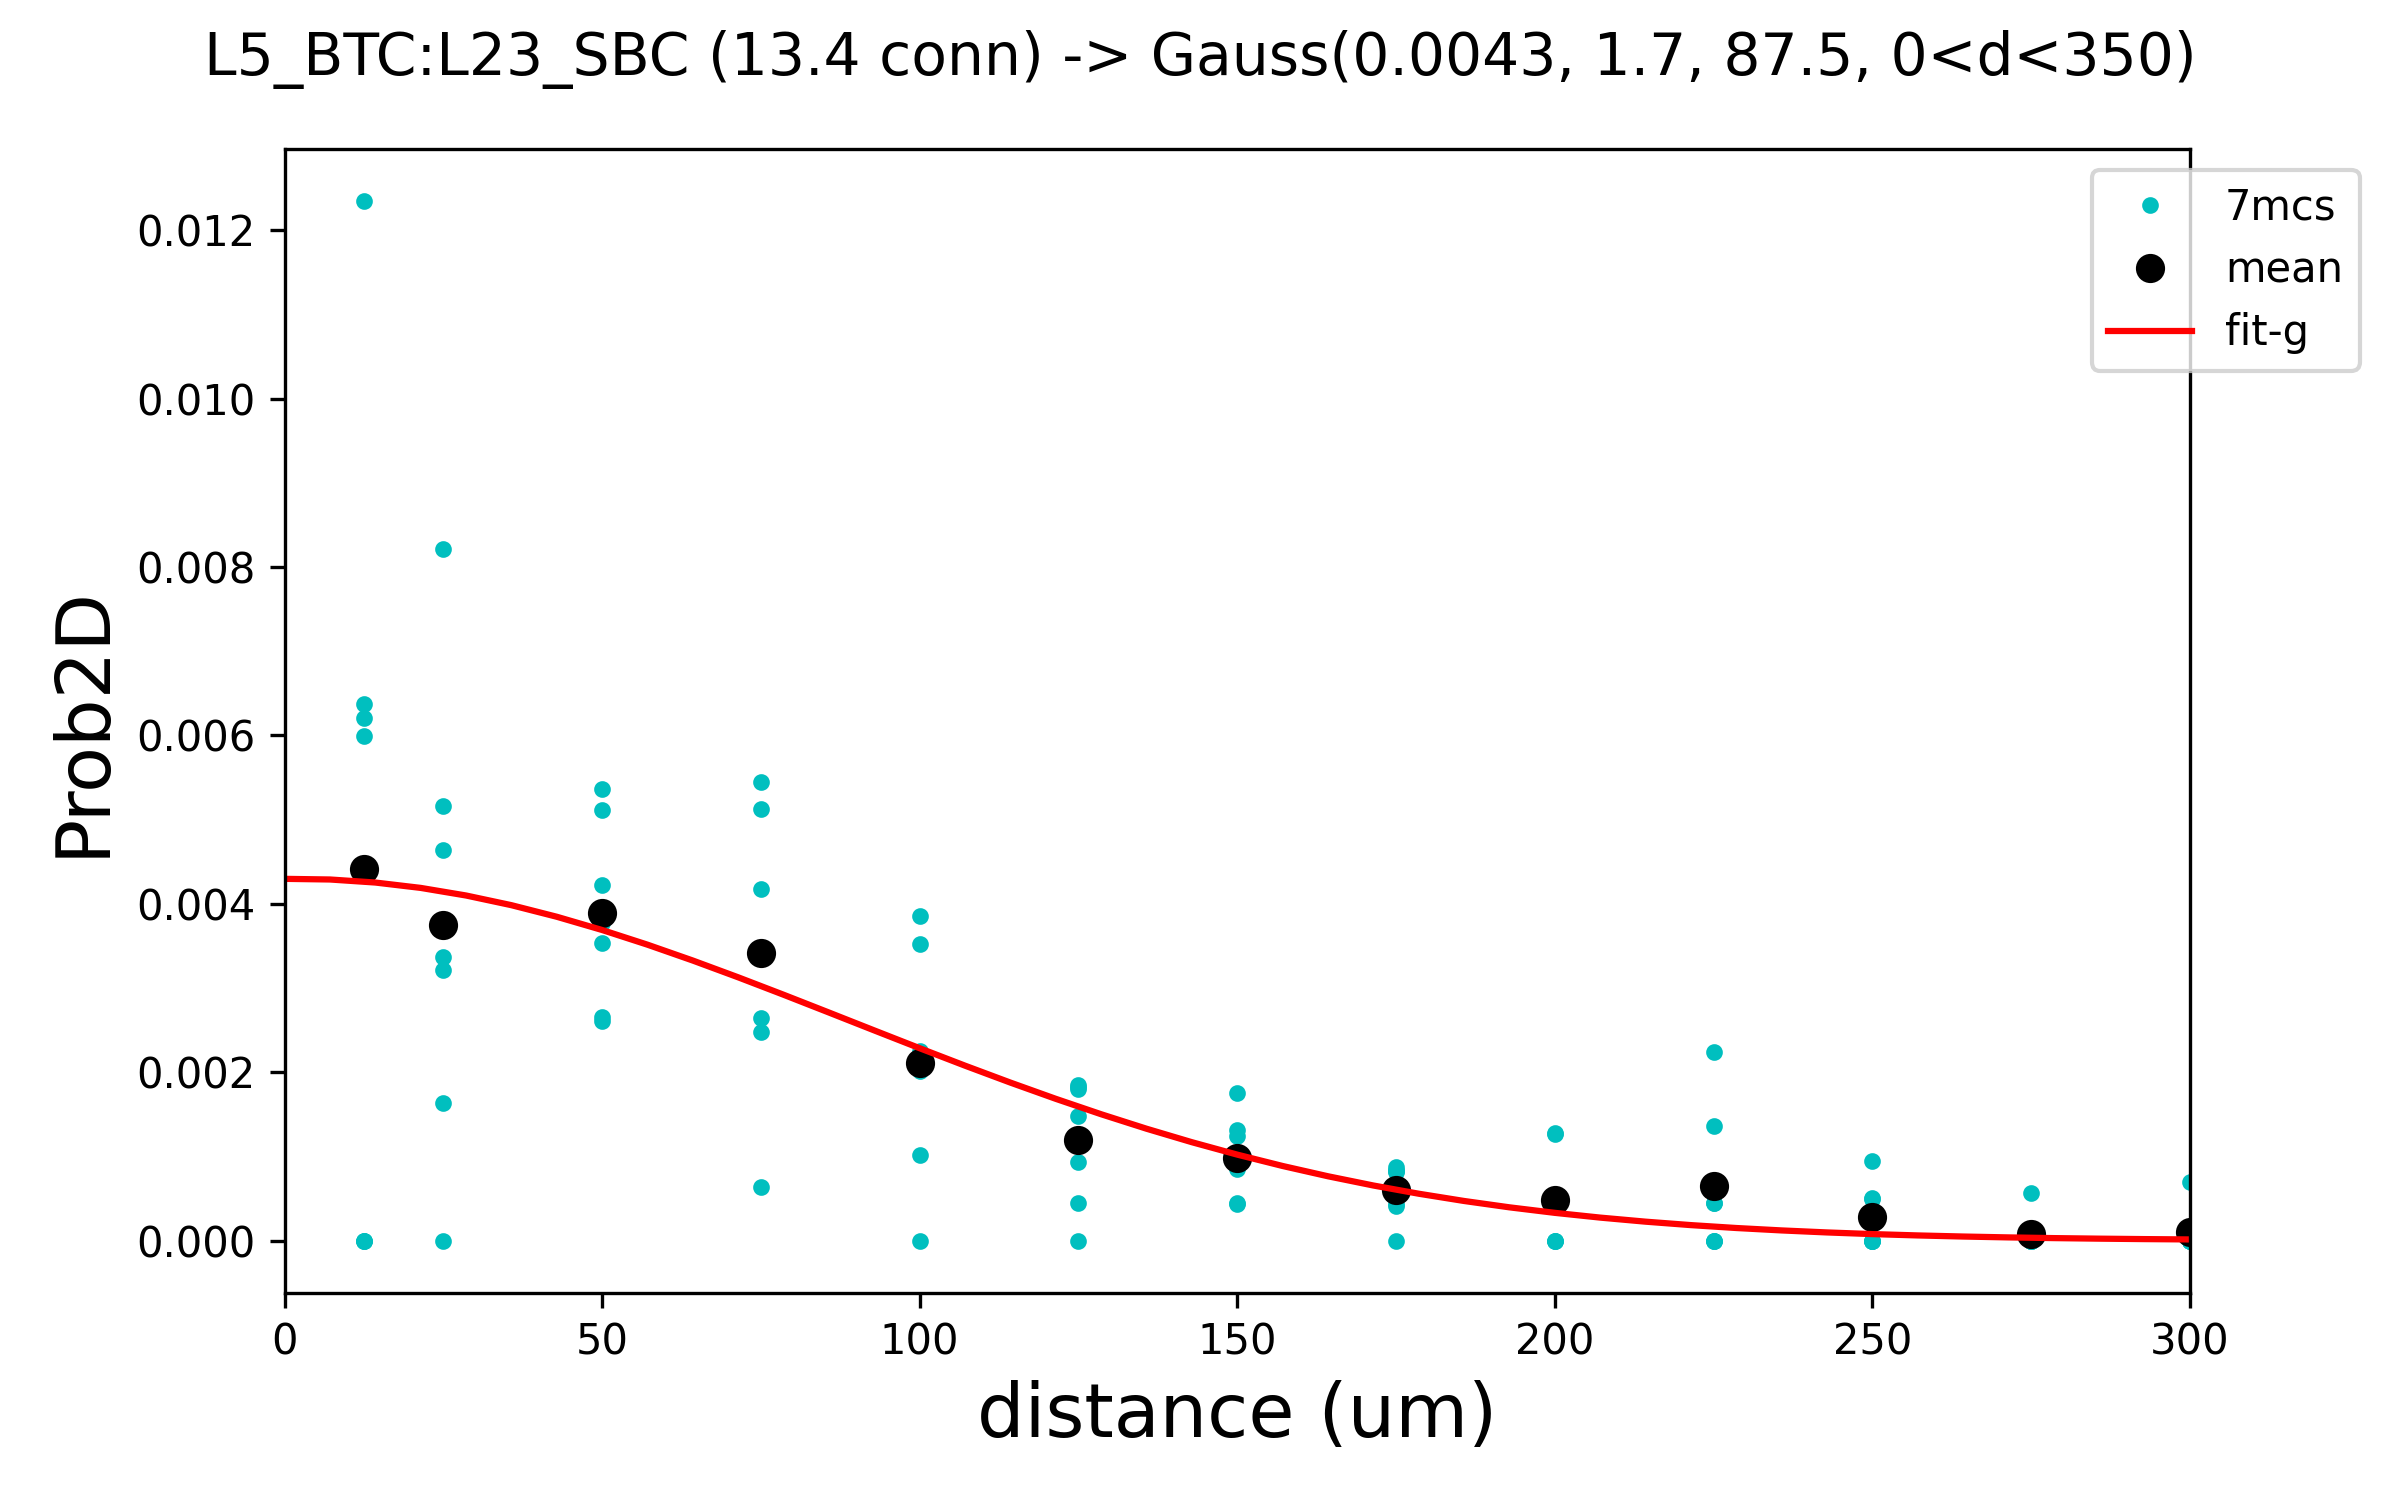 L5_BTC:L23_SBC (13.4 conn) -> Gauss(0.0043, 1.7, 87.5, 0<d<350)
7mcs
mean
fit-g
Prob2D
0.012
0.010
0.008
0.006
0.004
0.002
0.000
0 50 100 150 200 250 300
distance (um)